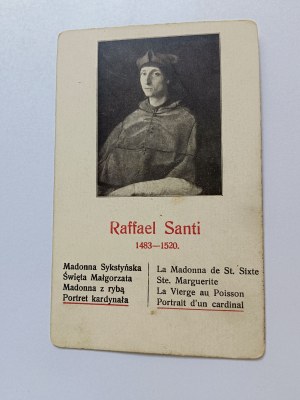 Raffael Santi
1483—1520.
Madonna Sykstyńska
Święta Małgorzata
Madonna z rybą
Portret kardynała
La Madonna de St. Sixte
Ste. Marguerite
La Vierge au Poisson
Portrait d'un cardinal